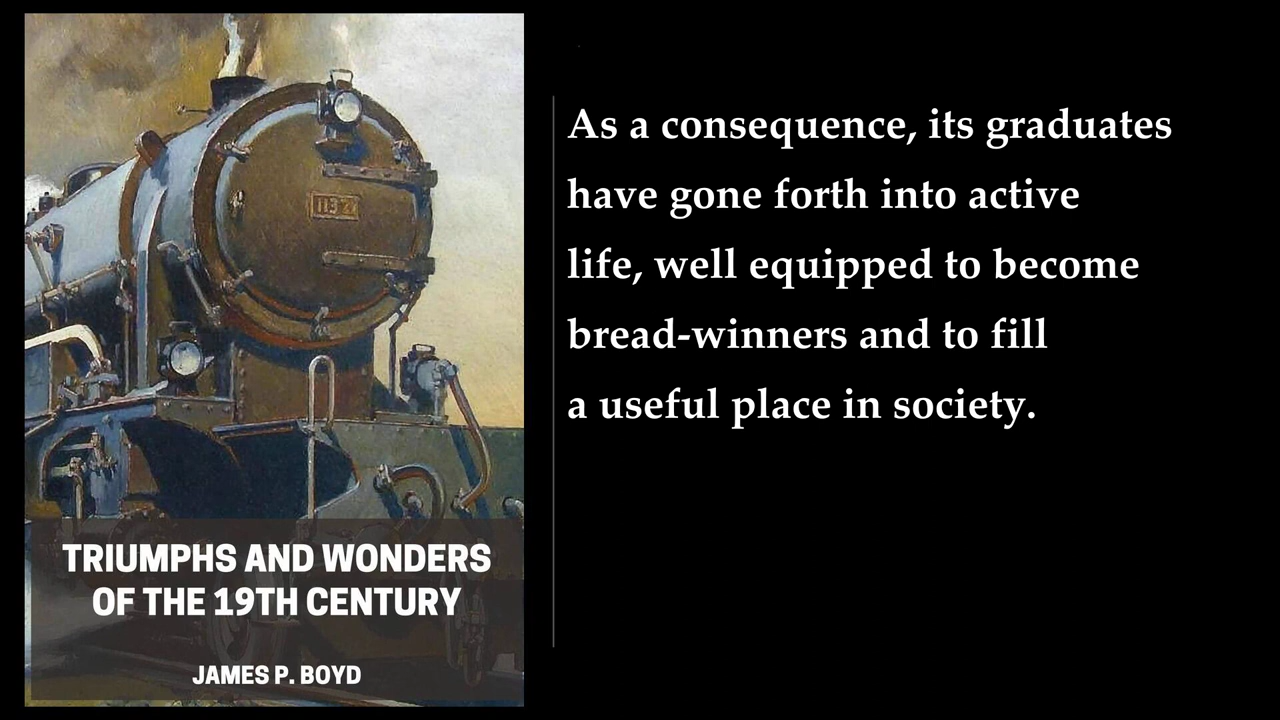 1132
TRIUMPHS AND WONDERS
OF THE 19TH CENTURY
JAMES P. BOYD
As a consequence, its graduates
have gone forth into active
life, well equipped to become
bread-winners and to fill
a useful place in society.